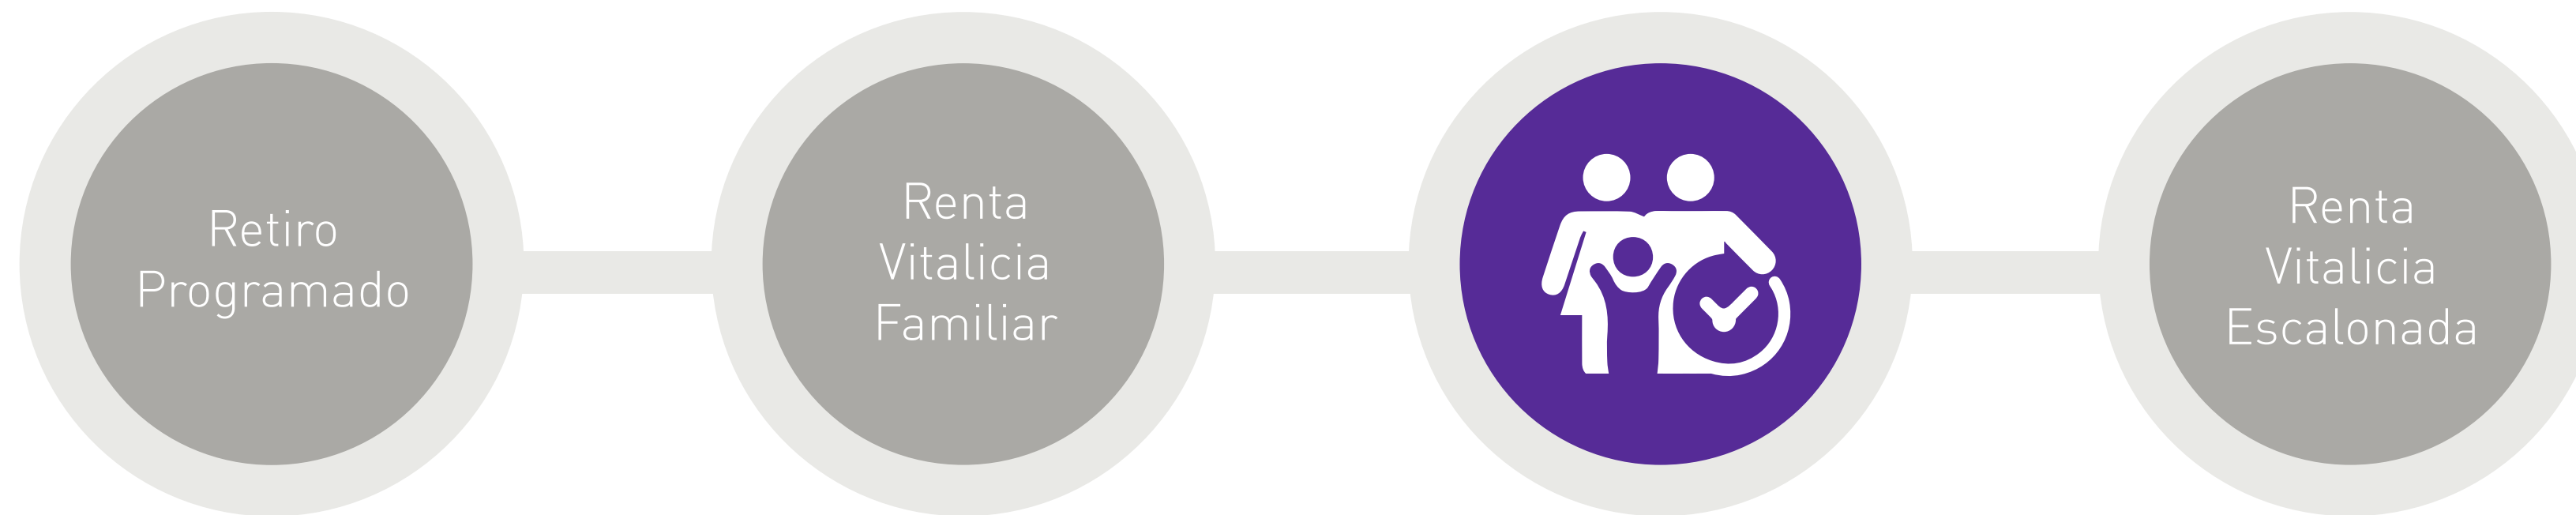 Retiro
Programado
Renta
Vitalicia
Familiar
Renta
Vitalicia
Escalonada